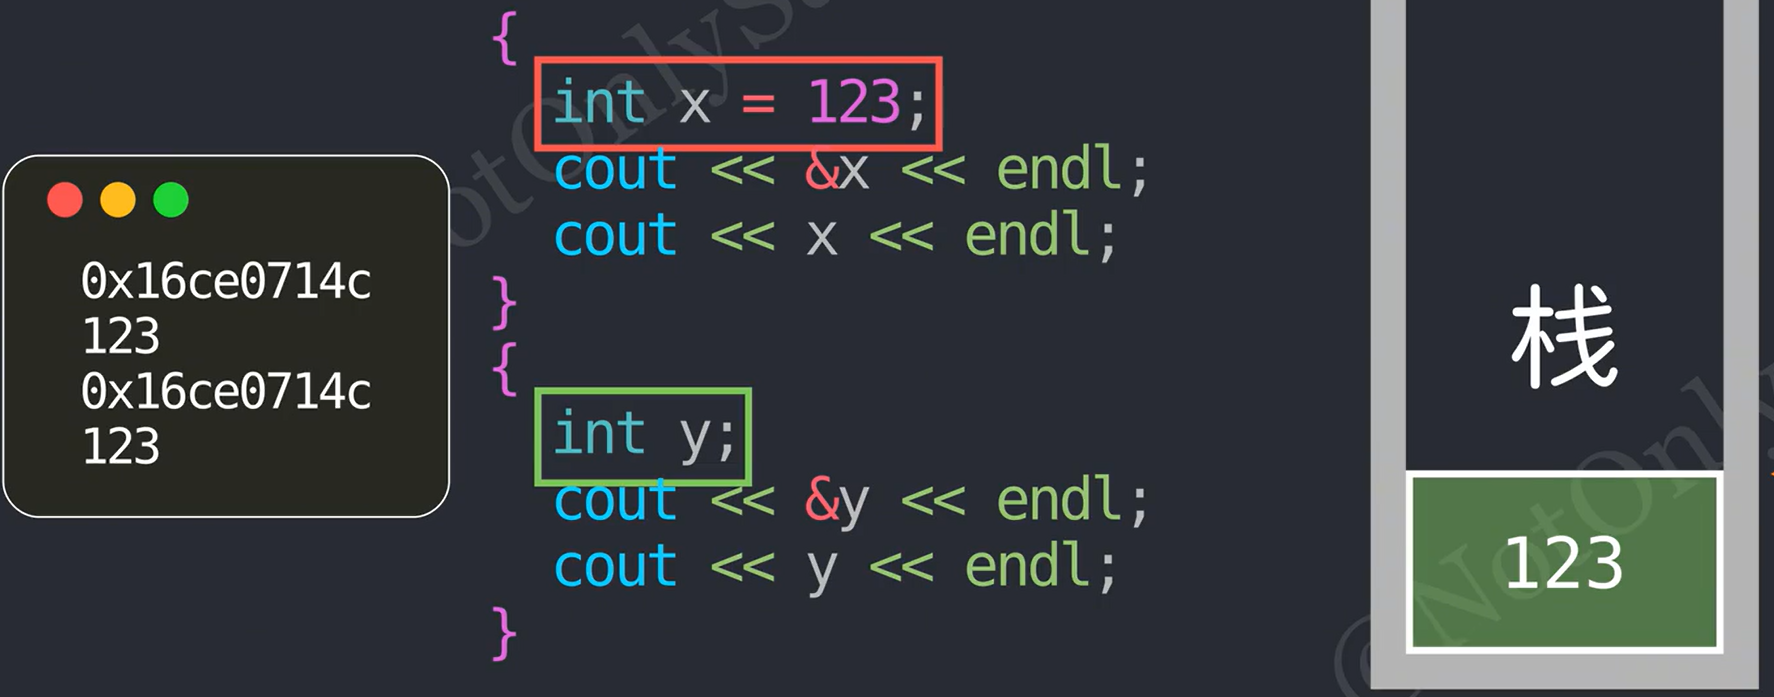 0x16ce0714c
123
0x16ce0714c
123
{
int x = 123;
cout << &x << endl;
cout << x << endl;
}
{
int y;
cout << &y << endl;
cout << y << endl;
}
栈
123